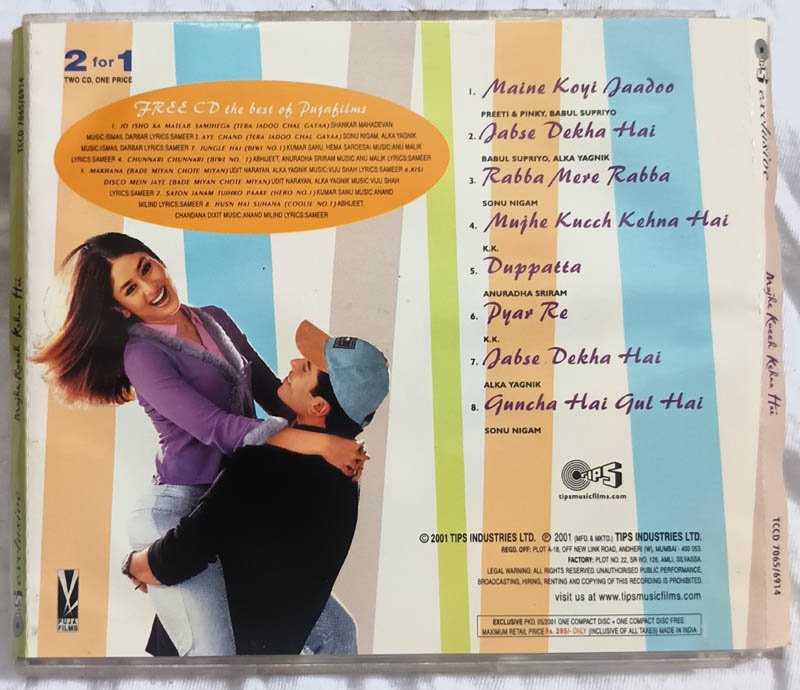 2 for 1
TWO CD, ONE PRICE
FREE CD the best of Pujafilms
1. JO ISHQ KA MATLAB SAMJHEGA (TERA JADOO CHAL GAYAA) SHANKAR MAHADEVAN
MUSIC:ISMAIL DARBAR LYRICS:SAMEER 2. AYE CHAND (TERA JADOO CHAL GAYAA) SONU NIGAM, ALKA YAGNIK
MUSIC:ISMAIL DARBAR LYRICS:SAMEER 3. JUNGLE HAI (BIWI NO.1) KUMAR SANU, HEMA SARDESAI MUSIC:ANU MALIK
LYRICS:SAMEER 4. CHUNNARI CHUNNARI (BIWI NO. 1) ABHIJEET, ANURADHA SRIRAM MUSIC:ANU MALIK LYRICS:SAMEER
5. MAKHANA (BADE MIYAN CHOTE MIYAN) UDIT NARAYAN, ALKA YAGNIK MUSIC:VIJU SHAH LYRICS:SAMEER 6.KISI
DISCO MEIN JAYE (BADE MIYAN CHOTE MIYAN) UDIT NARAYAN, ALKA YAGNIK MUSIC:VIJU SHAH
LYRICS:SAMEER 7. SATON JANAM TUJHKO PAAKE (HERO NO.1) KUMAR SANU MUSIC:ANAND
MILIND LYRICS:SAMEER 8. HUSN HAI SUHANA (COOLIE NO.1) ABHIJEET,
CHANDANA DIXIT MUSIC:ANAND MILIND LYRICS:SAMEER
1. Maine Koyi Jaadoo
PREETI & PINKY, BABUL SUPRIYO
2. Jabse Dekha Hai
BABUL SUPRIYO, ALKA YAGNIK
3. Rabba Mere Rabba
SONU NIGAM
4. Mujhe Kucch Kehna Hai
K.K.
5. Duppatta
ANURADHA SRIRAM
6. Pyar Re
K.K.
7. Jabse Dekha Hai
ALKA YAGNIK
8. Guncha Hai Gul Hai
SONU NIGAM
TIPS
tipsmusicfilms.com
© 2001 TIPS INDUSTRIES LTD. ℗ 2001 (MFD. & MKTD.) TIPS INDUSTRIES LTD.
REGD. OFF: PLOT A-18, OFF NEW LINK ROAD, ANDHERI (W), MUMBAI - 400 053.
FACTORY: PLOT NO. 22, SR NO. 129, AMLI, SILVASSA.
LEGAL WARNING: ALL RIGHTS RESERVED. UNAUTHORISED PUBLIC PERFORMANCE,
BROADCASTING, HIRING, RENTING AND COPYING OF THIS RECORDING IS PROHIBITED.
visit us at www.tipsmusicfilms.com
EXCLUSIVE PKD. 05/2001 ONE COMPACT DISC + ONE COMPACT DISC FREE
MAXIMUM RETAIL PRICE Rs. 295/- ONLY (INCLUSIVE OF ALL TAXES) MADE IN INDIA
PUJA
FILMS
TCCD 7065/6914
Mujhe Kucch Kehna Hai
exclusive
exclusive
Mujhe Kucch Kehna Hai
TCCD 7065/6914